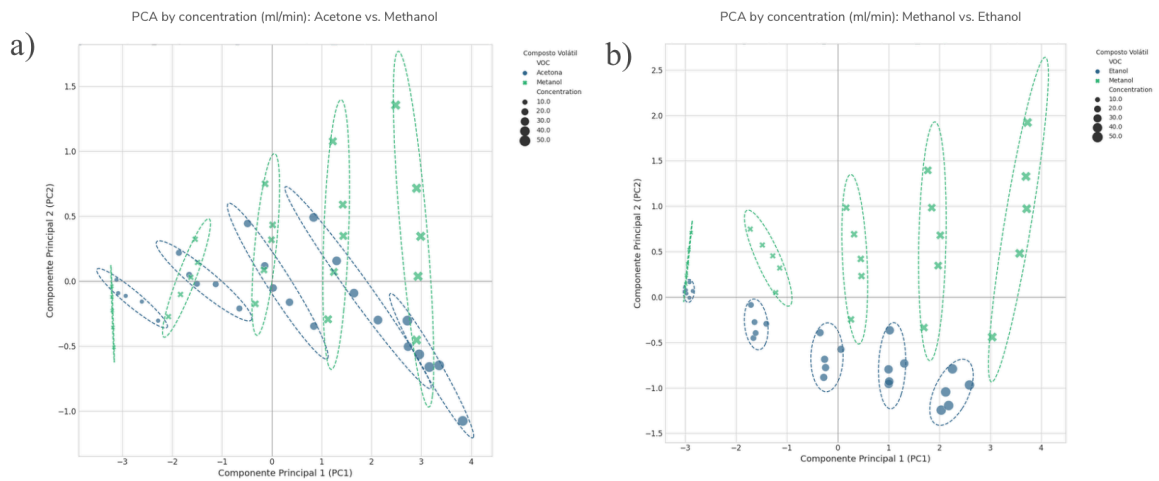 PCA by concentration (ml/min): Acetone vs. Methanol
a)
Componente Principal 2 (PC2)
1.5
1.0
0.5
0.0
−0.5
−1.0
−3
−2
−1
0
1
2
3
4
Componente Principal 1 (PC1)
Composto Volátil
VOC
Acetona
Metanol
Concentration
10.0
20.0
30.0
40.0
50.0
PCA by concentration (ml/min): Methanol vs. Ethanol
b)
Componente Principal 2 (PC2)
2.5
2.0
1.5
1.0
0.5
0.0
−0.5
−1.0
−1.5
−3
−2
−1
0
1
2
3
4
Componente Principal 1 (PC1)
Composto Volátil
VOC
Etanol
Metanol
Concentration
10.0
20.0
30.0
40.0
50.0